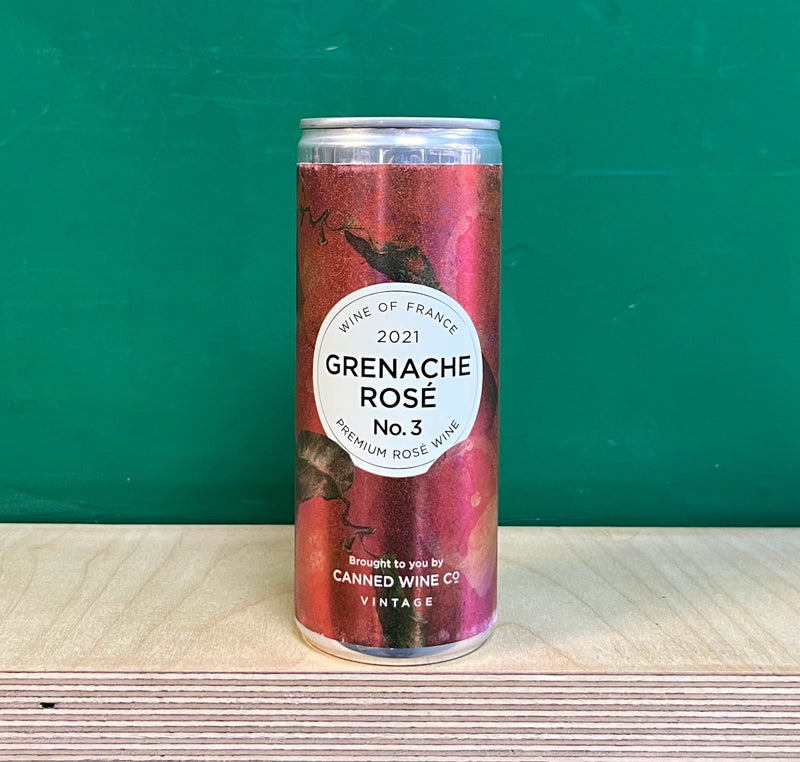 WINE OF FRANCE
2021
GRENACHE
ROSÉ
No. 3
PREMIUM ROSÉ WINE
Brought to you by
CANNED WINE Cº
VINTAGE